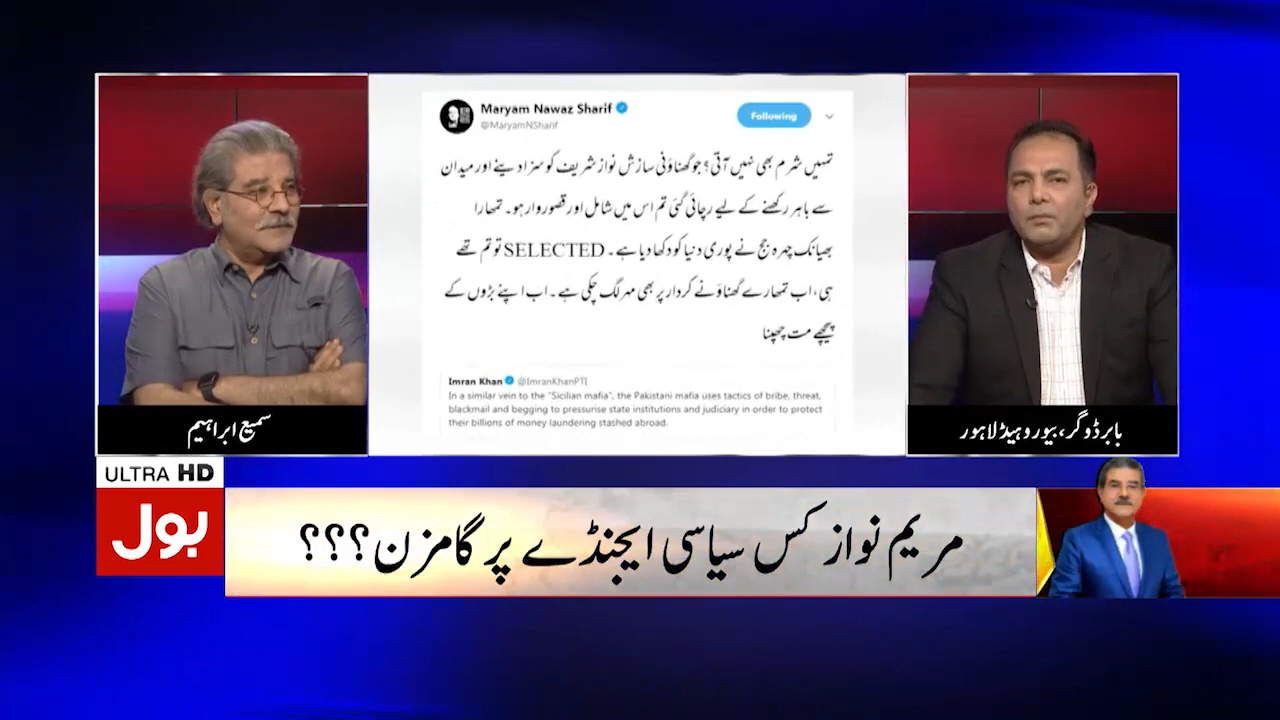 Maryam Nawaz Sharif
@MaryamNSharif
Following
تمہیں شرم بھی نہیں آتی؟ جو گھناؤنی سازش نواز شریف کو سزا دینے اور میدان
سے باہر رکھنے کے لیے رچائی گئی تم اس میں شامل اور قصوروار ہو۔ تمھارا
بھیانک چہرہ جج نے پوری دنیا کو دکھا دیا ہے۔ SELECTED تو تم تھے
ہی، اب تمھارے گھناؤنے کردار پر بھی مہر لگ چکی ہے۔ اب اپنے بڑوں کے
پیچھے مت چھپنا
Imran Khan @ImranKhanPTI
In a similar vein to the "Sicilian mafia", the Pakistani mafia uses tactics of bribe, threat,
blackmail and begging to pressurise state institutions and judiciary in order to protect
their billions of money laundering stashed abroad.
سمیع ابراہیم
بابر ڈوگر، بیورو ہیڈ لاہور
ULTRA HD
بول
مریم نواز کس سیاسی ایجنڈے پر گامزن؟؟؟